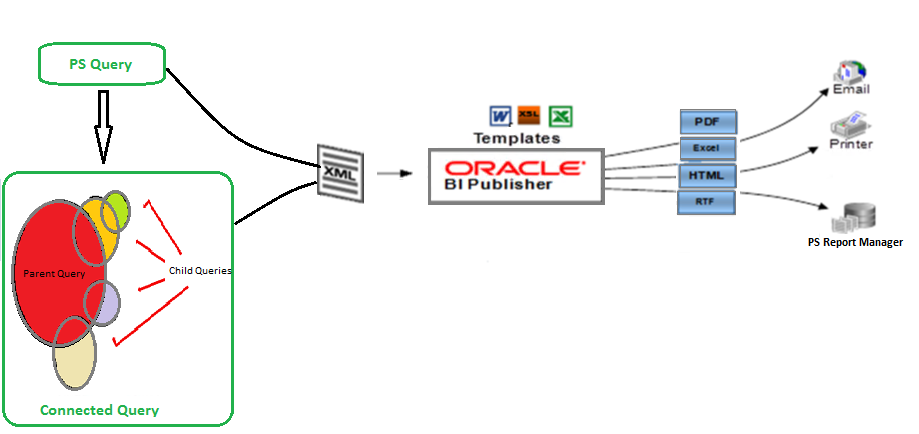 PS Query
Parent Query
Child Queries
Connected Query
XML
W
XSL
X
Templates
ORACLE®
BI Publisher
PDF
Excel
HTML
RTF
Email
Printer
PS Report Manager